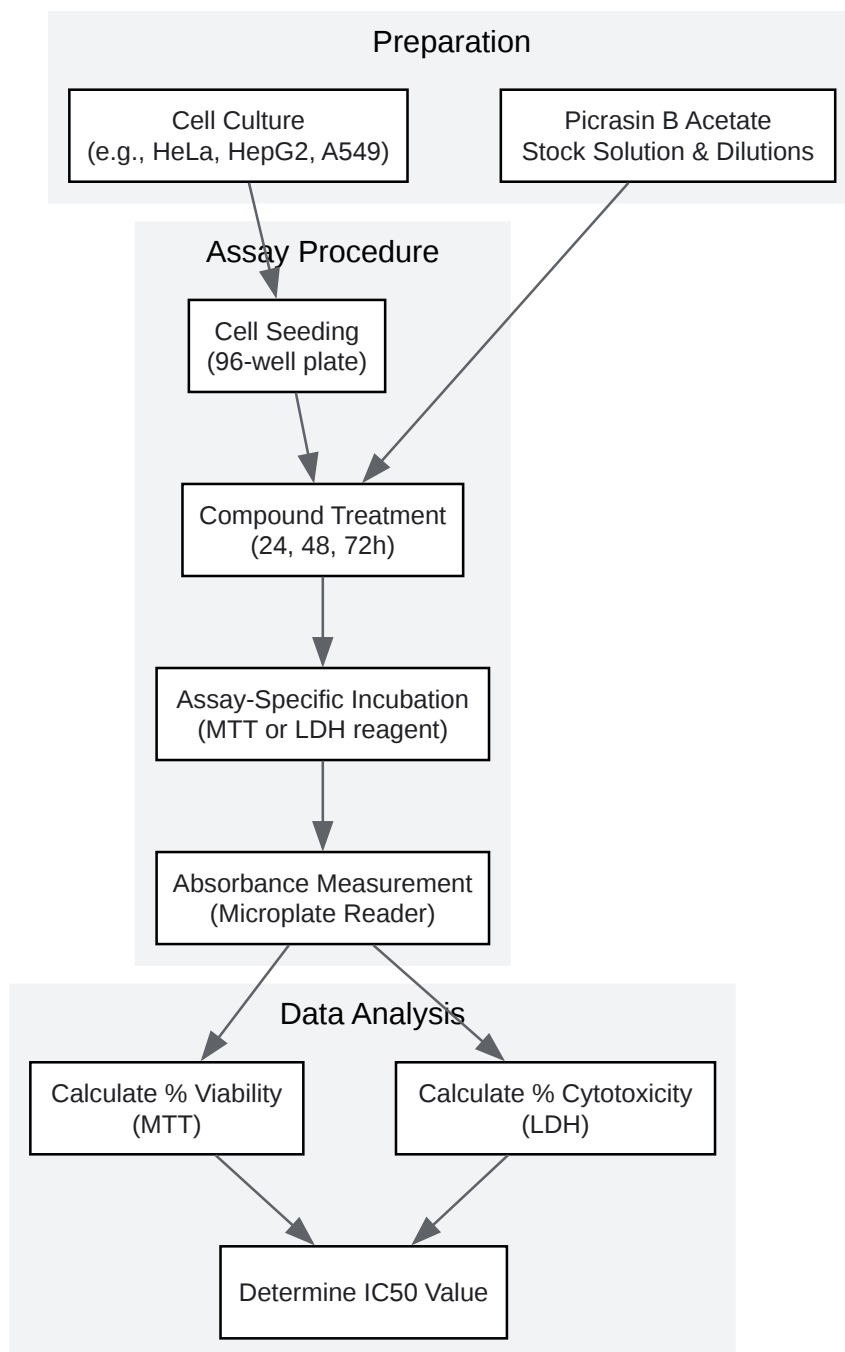 Preparation
Cell Culture
(e.g., HeLa, HepG2, A549)
Picrasin B Acetate
Stock Solution & Dilutions
Assay Procedure
Cell Seeding
(96-well plate)
Compound Treatment
(24, 48, 72h)
Assay-Specific Incubation
(MTT or LDH reagent)
Absorbance Measurement
(Microplate Reader)
Data Analysis
Calculate % Viability
(MTT)
Calculate % Cytotoxicity
(LDH)
Determine IC50 Value